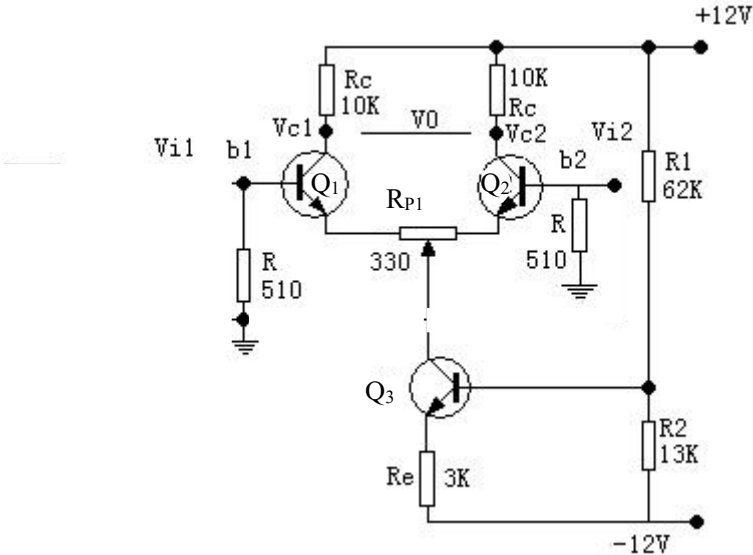 +12V
Rc
10K
10K
Rc
Vc1
V0
Vc2
Vi2
Vi1
b1
b2
Q1
Q2
R1
62K
RP1
330
R
510
R
510
Q3
R2
13K
Re
3K
-12V